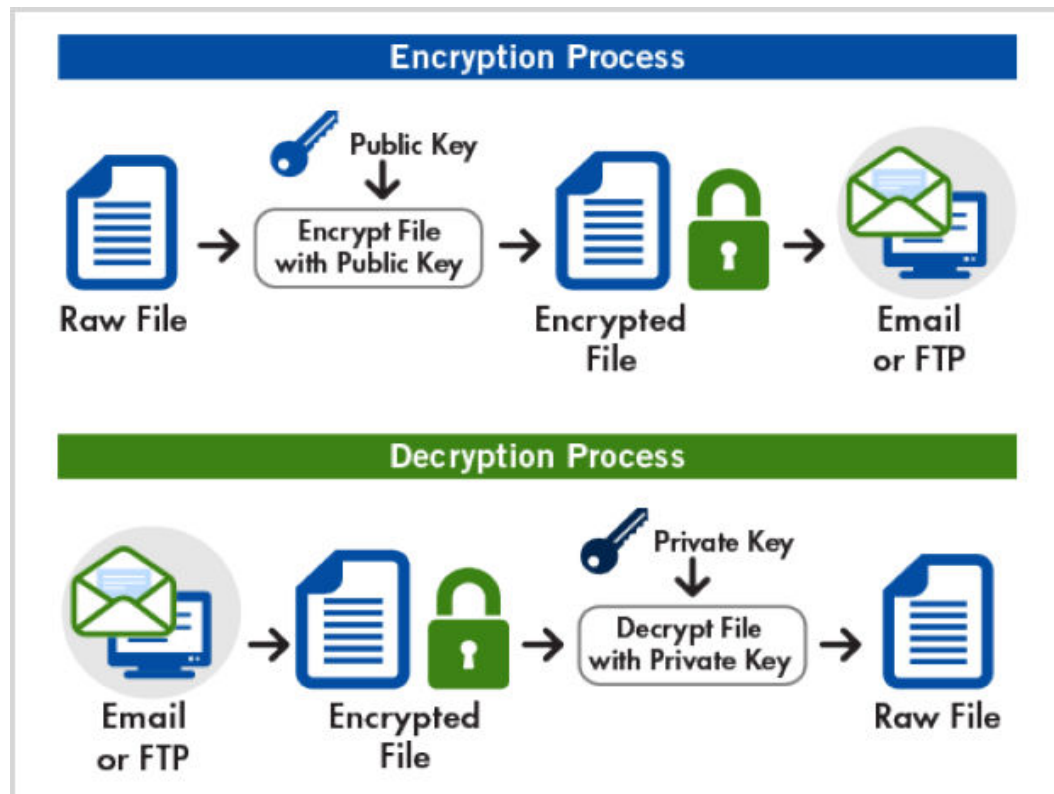 Encryption Process
Public Key
Encrypt File
with Public Key
Raw File
Encrypted
File
Email
or FTP
Decryption Process
Private Key
Decrypt File
with Private Key
Email
or FTP
Encrypted
File
Raw File